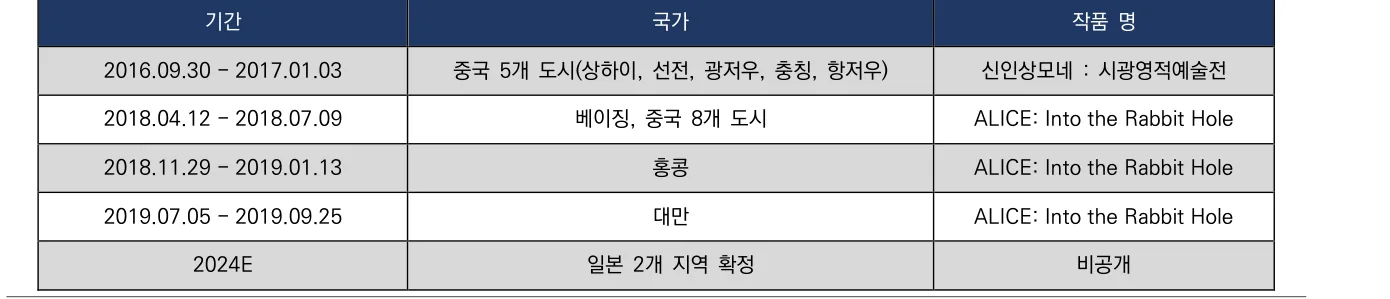 기간 국가 작품 명
2016.09.30 - 2017.01.03 중국 5개 도시(상하이, 선전, 광저우, 충칭, 항저우) 신인상모네 : 시광영적예술전
2018.04.12 - 2018.07.09 베이징, 중국 8개 도시 ALICE: Into the Rabbit Hole
2018.11.29 - 2019.01.13 홍콩 ALICE: Into the Rabbit Hole
2019.07.05 - 2019.09.25 대만 ALICE: Into the Rabbit Hole
2024E 일본 2개 지역 확정 비공개